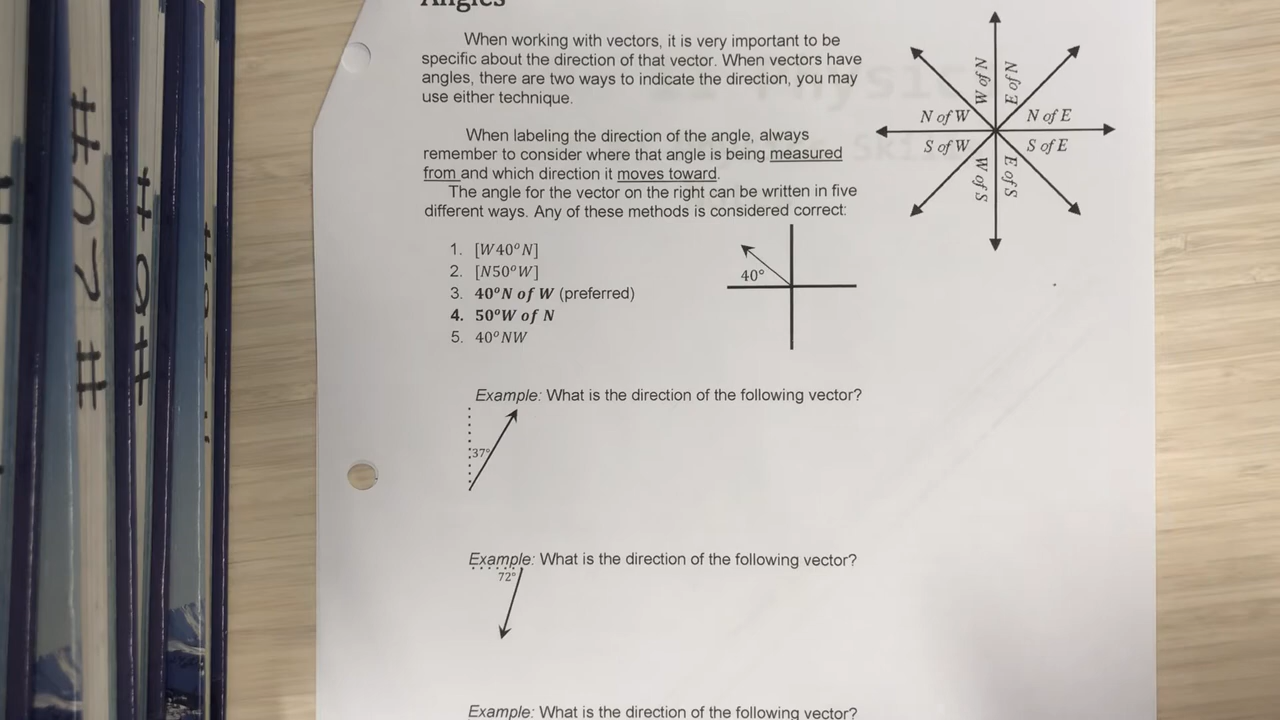 Angles
When working with vectors, it is very important to be
specific about the direction of that vector. When vectors have
angles, there are two ways to indicate the direction, you may
use either technique.
When labeling the direction of the angle, always
remember to consider where that angle is being measured
from and which direction it moves toward.
The angle for the vector on the right can be written in five
different ways. Any of these methods is considered correct:
1. [W40°N]
2. [N50°W]
3. 40°N of W (preferred)
4. 50°W of N
5. 40°NW
40°
N fo W
N fo E
N of W
N of E
S of W
S of E
W of S
E of S
Example: What is the direction of the following vector?
37°
Example: What is the direction of the following vector?
72°
Example: What is the direction of the following vector?